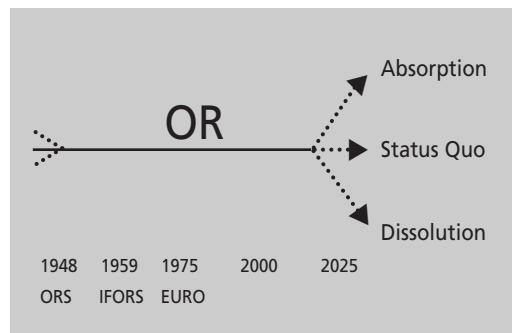 Absorption
OR
Status Quo
Dissolution
1948 1959 1975 2000 2025
ORS IFORS EURO